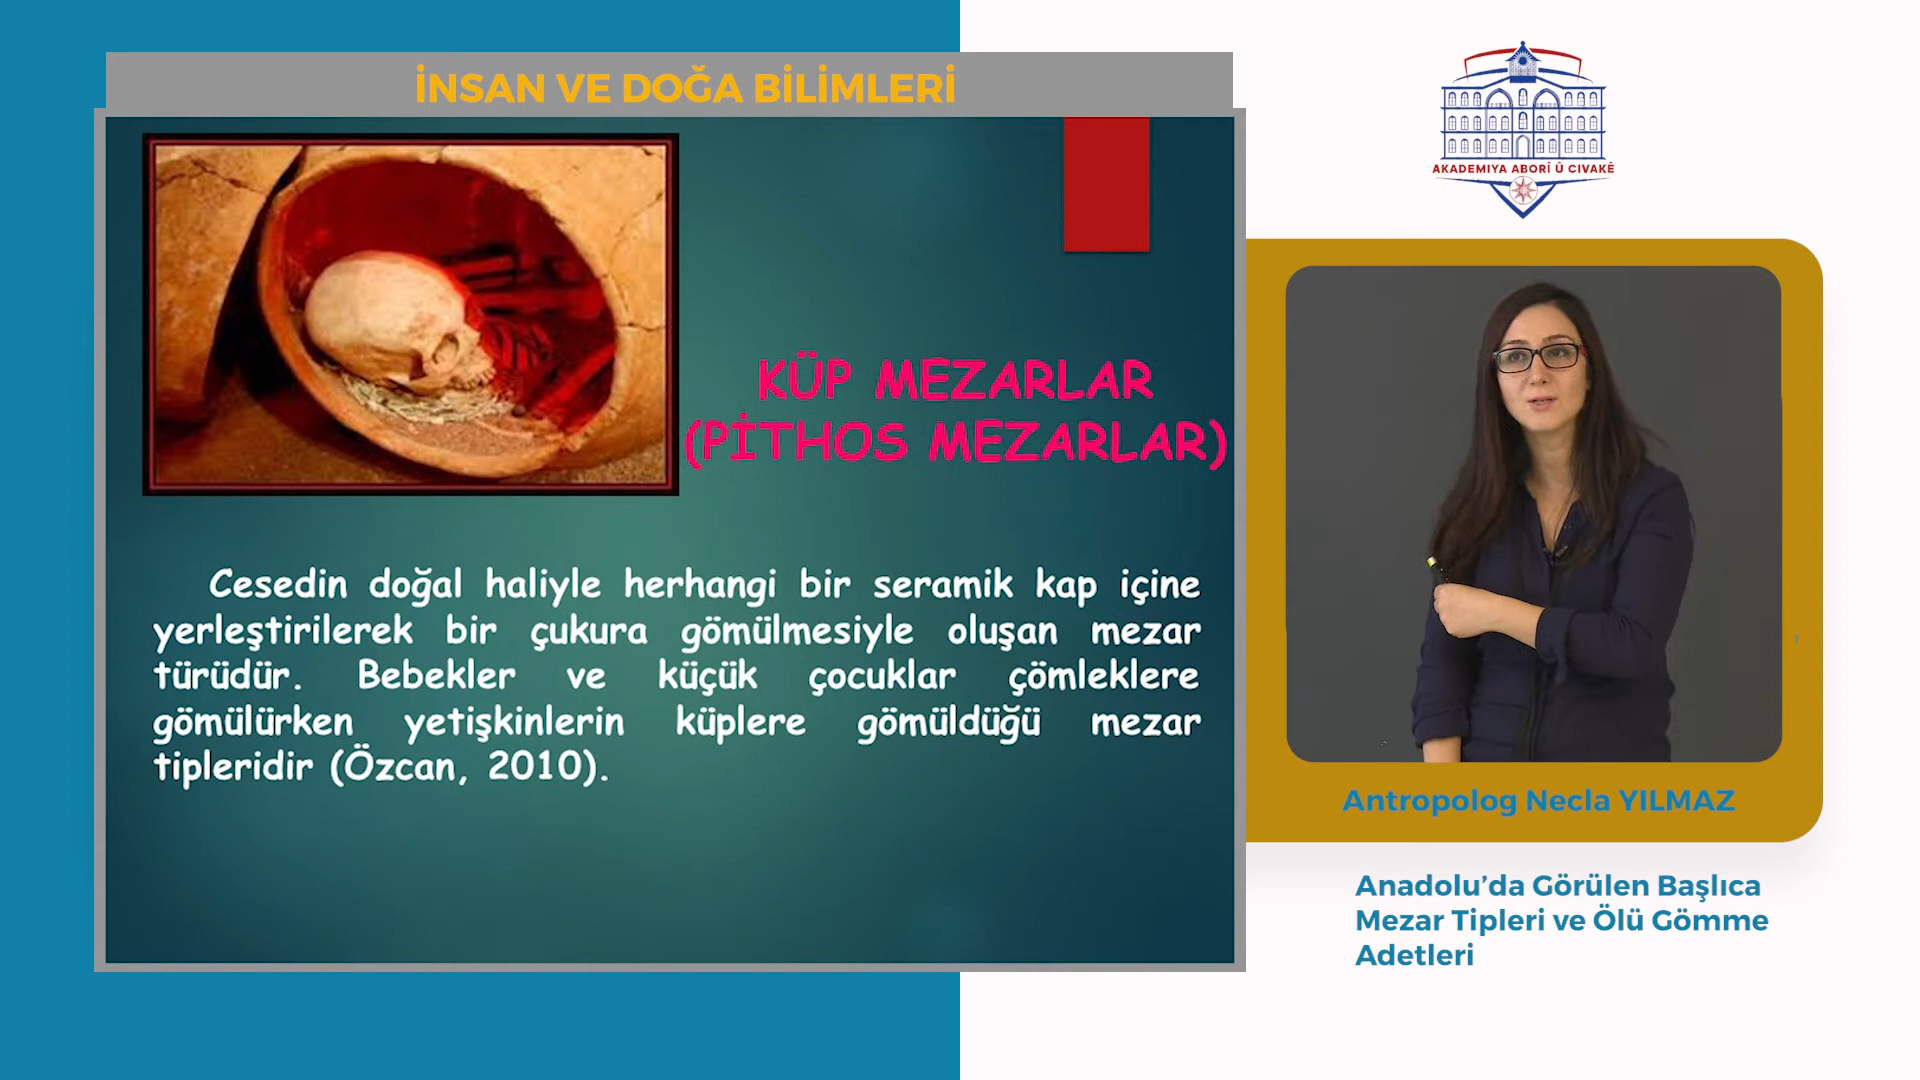 İNSAN VE DOĞA BİLİMLERİ
KÜP MEZARLAR
(PİTHOS MEZARLAR)
Cesedin doğal haliyle herhangi bir seramik kap içine
yerleştirilerek bir çukura gömülmesiyle oluşan mezar
türüdür. Bebekler ve küçük çocuklar çömleklere
gömülürken yetişkinlerin küplere gömüldüğü mezar
tipleridir (Özcan, 2010).
AKADEMIYA ABORÎ Û CIVAKÊ
Antropolog Necla YILMAZ
Anadolu’da Görülen Başlıca
Mezar Tipleri ve Ölü Gömme
Adetleri